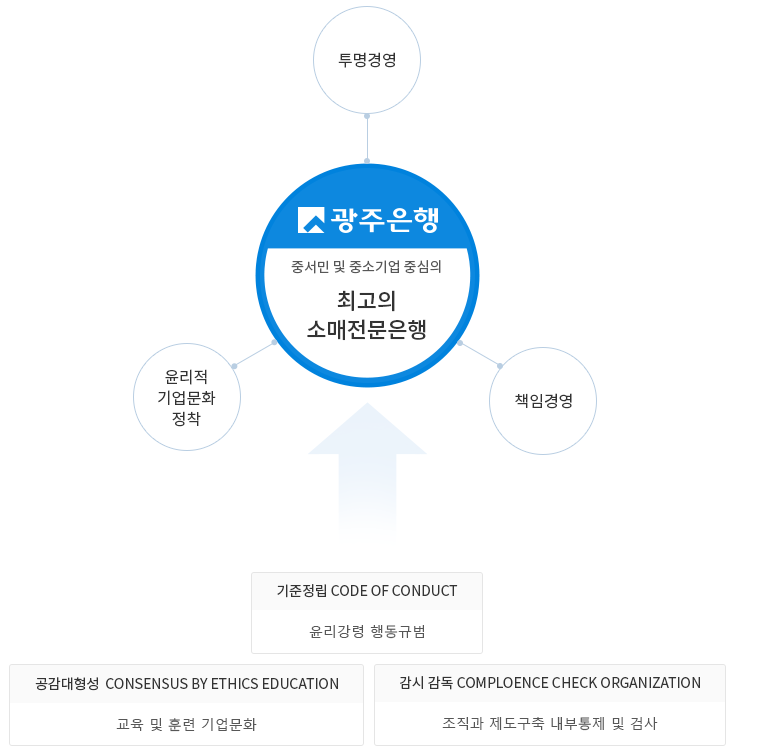 투명경영
광주은행
중서민 및 중소기업 중심의
최고의
소매전문은행
윤리적
기업문화
정착
책임경영
기준정립 CODE OF CONDUCT
윤리강령 행동규범
공감대형성 CONSENSUS BY ETHICS EDUCATION
교육 및 훈련 기업문화
감시 감독 COMPLOENCE CHECK ORGANIZATION
조직과 제도구축 내부통제 및 검사